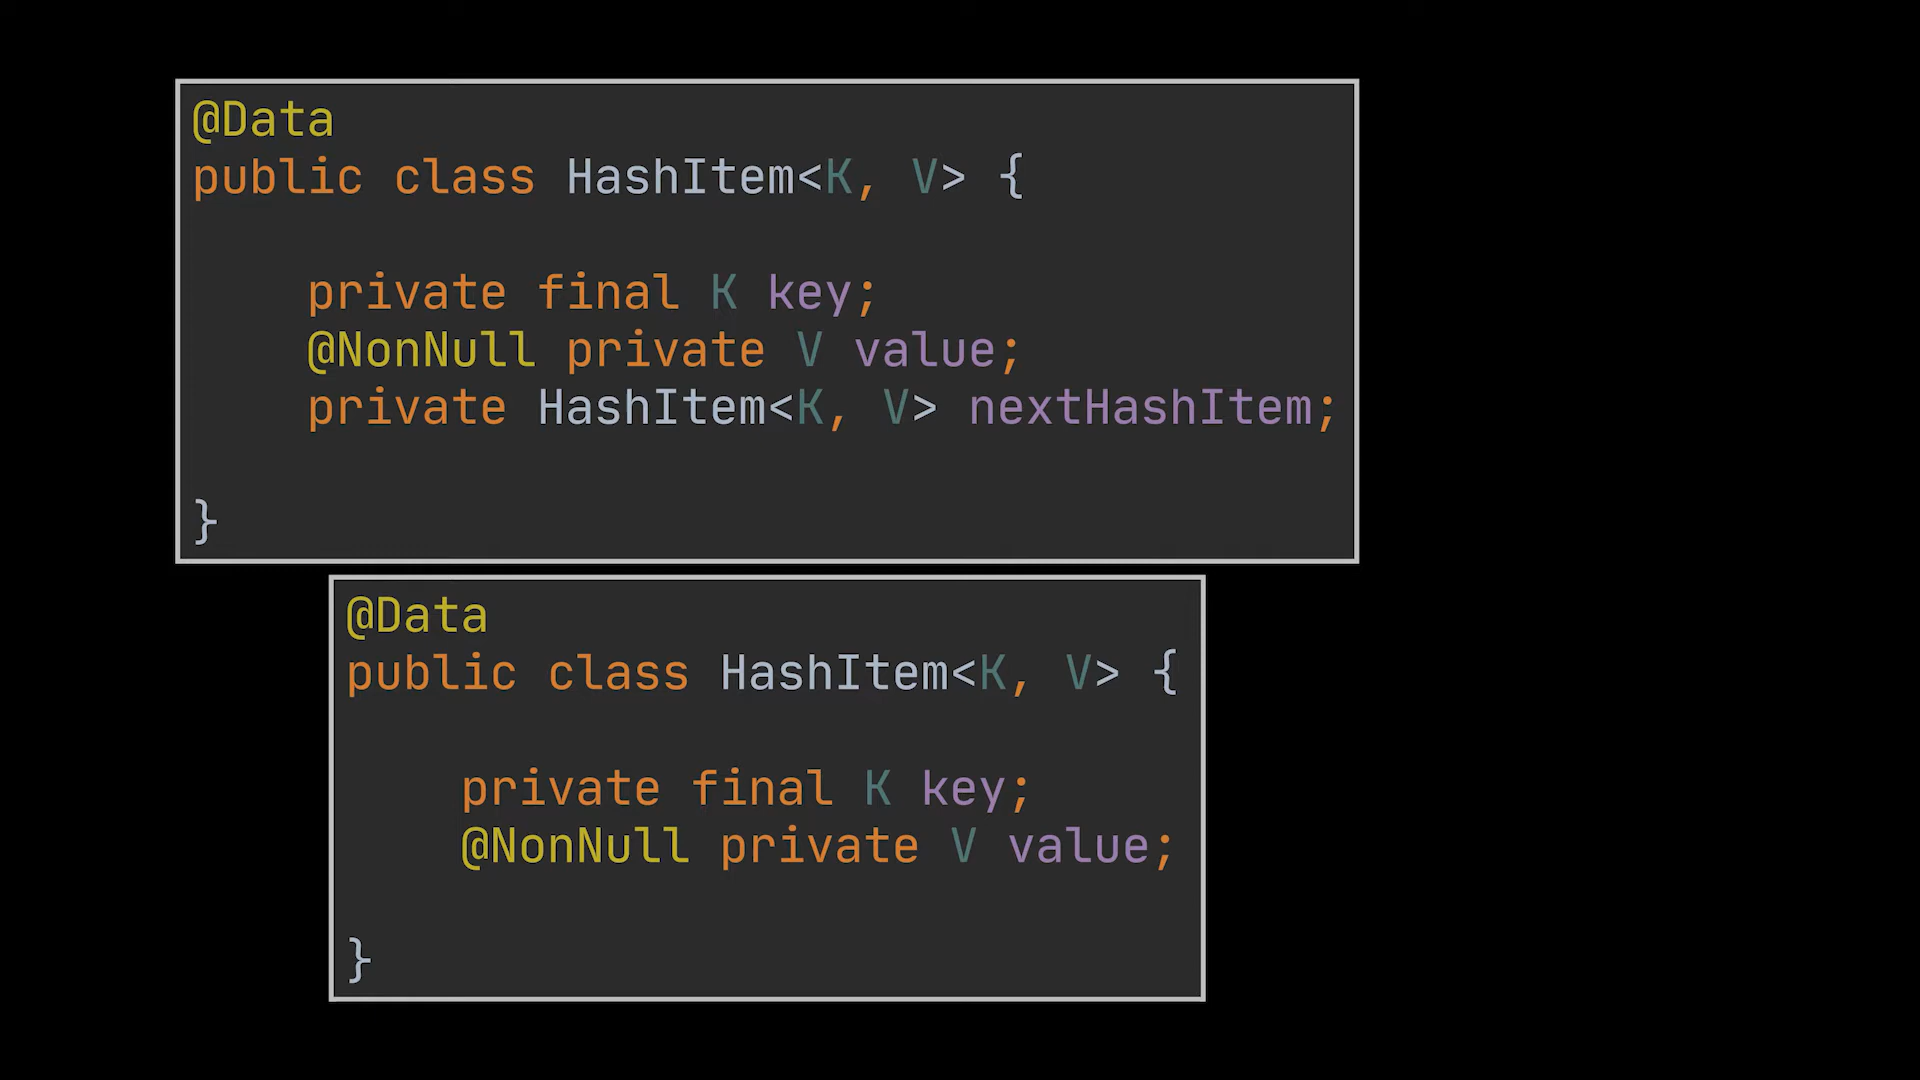 @Data
public class HashItem<K, V> {
private final K key;
@NonNull private V value;
private HashItem<K, V> nextHashItem;
}
@Data
public class HashItem<K, V> {
private final K key;
@NonNull private V value;
}